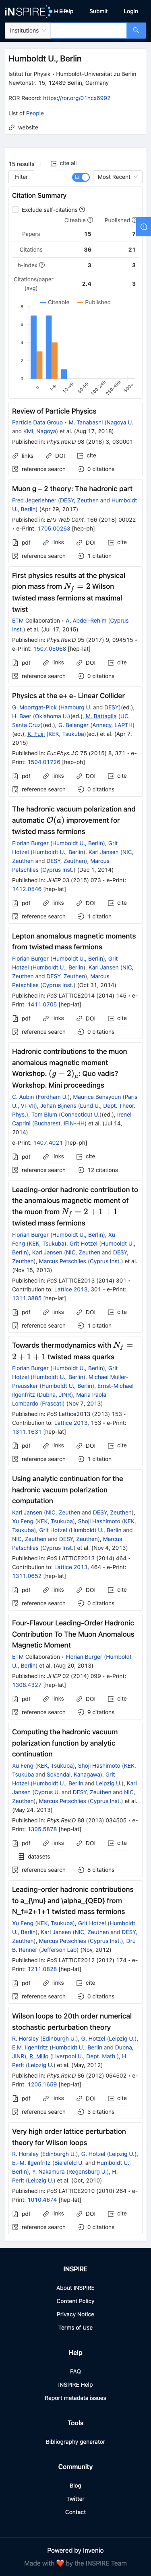 INSPIRE HEP
Help Submit Login
Institutions
Humboldt U., Berlin
Institut für Physik • Humboldt-Universität zu Berlin
Newtonstr. 15, 12489 Berlin, Germany
ROR Record: https://ror.org/01hcx6992
List of People
website
15 results | cite all
Filter Most Recent
Citation Summary
Exclude self-citations
Citeable Published
Papers 15 7
Citations 36 21
h-index 3 3
Citations/paper 2.4 3
(avg)
Citeable Published
8
6
4
2
0
0 1-9 10-49 50-99 100-249 250-499 500+
Review of Particle Physics
Particle Data Group • M. Tanabashi (Nagoya U.
and KMI, Nagoya) et al. (Aug 17, 2018)
Published in: Phys.Rev.D 98 (2018) 3, 030001
links DOI cite
reference search 0 citations
Muon g − 2 theory: The hadronic part
Fred Jegerlehner (DESY, Zeuthen and Humboldt
U., Berlin) (Apr 29, 2017)
Published in: EPJ Web Conf. 166 (2018) 00022
• e-Print: 1705.00263 [hep-ph]
pdf links DOI cite
reference search 1 citation
First physics results at the physical
pion mass from N_f = 2 Wilson
twisted mass fermions at maximal
twist
ETM Collaboration • A. Abdel-Rehim (Cyprus
Inst.) et al. (Jul 17, 2015)
Published in: Phys.Rev.D 95 (2017) 9, 094515 • e-
Print: 1507.05068 [hep-lat]
pdf links DOI cite
reference search 0 citations
Physics at the e+ e- Linear Collider
G. Moortgat-Pick (Hamburg U. and DESY)(ed.),
H. Baer (Oklahoma U.)(ed.), M. Battaglia (UC,
Santa Cruz)(ed.), G. Belanger (Annecy, LAPTH)
(ed.), K. Fujii (KEK, Tsukuba)(ed.) et al. (Apr 7,
2015)
Published in: Eur.Phys.J.C 75 (2015) 8, 371 • e-
Print: 1504.01726 [hep-ph]
pdf links DOI cite
reference search 0 citations
The hadronic vacuum polarization and
automatic O(a) improvement for
twisted mass fermions
Florian Burger (Humboldt U., Berlin), Grit
Hotzel (Humboldt U., Berlin), Karl Jansen (NIC,
Zeuthen and DESY, Zeuthen), Marcus
Petschlies (Cyprus Inst.) (Dec 1, 2014)
Published in: JHEP 03 (2015) 073 • e-Print:
1412.0546 [hep-lat]
pdf links DOI cite
reference search 1 citation
Lepton anomalous magnetic moments
from twisted mass fermions
Florian Burger (Humboldt U., Berlin), Grit
Hotzel (Humboldt U., Berlin), Karl Jansen (NIC,
Zeuthen and DESY, Zeuthen), Marcus
Petschlies (Cyprus Inst.) (Oct 31, 2014)
Published in: PoS LATTICE2014 (2014) 145 • e-
Print: 1411.0705 [hep-lat]
pdf links DOI cite
reference search 0 citations
Hadronic contributions to the muon
anomalous magnetic moment
Workshop. (g − 2)_μ: Quo vadis?
Workshop. Mini proceedings
C. Aubin (Fordham U.), Maurice Benayoun (Paris
U., VI-VII), Johan Bijnens (Lund U., Dept. Theor.
Phys.), Tom Blum (Connecticut U.)(ed.), Irenel
Caprini (Bucharest, IFIN-HH) et al. (Jul 15,
2014)
e-Print: 1407.4021 [hep-ph]
pdf links cite
reference search 12 citations
Leading-order hadronic contributions to
the anomalous magnetic moment of
the muon from N_f = 2 + 1 + 1
twisted mass fermions
Florian Burger (Humboldt U., Berlin), Xu
Feng (KEK, Tsukuba), Grit Hotzel (Humboldt U.,
Berlin), Karl Jansen (NIC, Zeuthen and DESY,
Zeuthen), Marcus Petschlies (Cyprus Inst.) et al.
(Nov 15, 2013)
Published in: PoS LATTICE2013 (2014) 301 •
Contribution to: Lattice 2013, 301 • e-Print:
1311.3885 [hep-lat]
pdf links DOI cite
reference search 1 citation
Towards thermodynamics with N_f =
2 + 1 + 1 twisted mass quarks
Florian Burger (Humboldt U., Berlin), Grit
Hotzel (Humboldt U., Berlin), Michael Müller-
Preussker (Humboldt U., Berlin), Ernst-Michael
Ilgenfritz (Dubna, JINR), Maria Paola
Lombardo (Frascati) (Nov 7, 2013)
Published in: PoS Lattice2013 (2013) 153 •
Contribution to: Lattice 2013, 153 • e-Print:
1311.1631 [hep-lat]
pdf links DOI cite
reference search 1 citation
Using analytic continuation for the
hadronic vacuum polarization
computation
Karl Jansen (NIC, Zeuthen and DESY, Zeuthen),
Xu Feng (KEK, Tsukuba), Shoji Hashimoto (KEK,
Tsukuba), Grit Hotzel (Humboldt U., Berlin and
NIC, Zeuthen and DESY, Zeuthen), Marcus
Petschlies (Cyprus Inst.) et al. (Nov 4, 2013)
Published in: PoS LATTICE2013 (2014) 464 •
Contribution to: Lattice 2013, 464 • e-Print:
1311.0652 [hep-lat]
pdf links DOI cite
reference search 0 citations
Four-Flavour Leading-Order Hadronic
Contribution To The Muon Anomalous
Magnetic Moment
ETM Collaboration • Florian Burger (Humboldt
U., Berlin) et al. (Aug 20, 2013)
Published in: JHEP 02 (2014) 099 • e-Print:
1308.4327 [hep-lat]
pdf links DOI cite
reference search 9 citations
Computing the hadronic vacuum
polarization function by analytic
continuation
Xu Feng (KEK, Tsukuba), Shoji Hashimoto (KEK,
Tsukuba and Sokendai, Kanagawa), Grit
Hotzel (Humboldt U., Berlin and Leipzig U.), Karl
Jansen (Cyprus U. and DESY, Zeuthen and NIC,
Zeuthen), Marcus Petschlies (Cyprus Inst.) et al.
(May 24, 2013)
Published in: Phys.Rev.D 88 (2013) 034505 • e-
Print: 1305.5878 [hep-lat]
pdf links DOI cite
datasets
reference search 8 citations
Leading-order hadronic contributions
to a_{\mu} and \alpha_{QED} from
N_f=2+1+1 twisted mass fermions
Xu Feng (KEK, Tsukuba), Grit Hotzel (Humboldt
U., Berlin), Karl Jansen (NIC, Zeuthen and DESY,
Zeuthen), Marcus Petschlies (Cyprus Inst.), Dru
B. Renner (Jefferson Lab) (Nov, 2012)
Published in: PoS LATTICE2012 (2012) 174 • e-
Print: 1211.0828 [hep-lat]
pdf links cite
reference search 0 citations
Wilson loops to 20th order numerical
stochastic perturbation theory
R. Horsley (Edinburgh U.), G. Hotzel (Leipzig U.),
E.M. Ilgenfritz (Humboldt U., Berlin and Dubna,
JINR), R. Millo (Liverpool U., Dept. Math.), H.
Perlt (Leipzig U.) et al. (May, 2012)
Published in: Phys.Rev.D 86 (2012) 054502 • e-
Print: 1205.1659 [hep-lat]
pdf links DOI cite
reference search 3 citations
Very high order lattice perturbation
theory for Wilson loops
R. Horsley (Edinburgh U.), G. Hotzel (Leipzig U.),
E.-M. Ilgenfritz (Bielefeld U. and Humboldt U.,
Berlin), Y. Nakamura (Regensburg U.), H.
Perlt (Leipzig U.) et al. (Oct, 2010)
Published in: PoS LATTICE2010 (2010) 264 • e-
Print: 1010.4674 [hep-lat]
pdf links DOI cite
reference search 0 citations
INSPIRE
About INSPIRE
Content Policy
Privacy Notice
Terms of Use
Help
FAQ
INSPIRE Help
Report metadata issues
Tools
Bibliography generator
Community
Blog
Twitter
Contact
Powered by Invenio
Made with ❤ by the INSPIRE Team